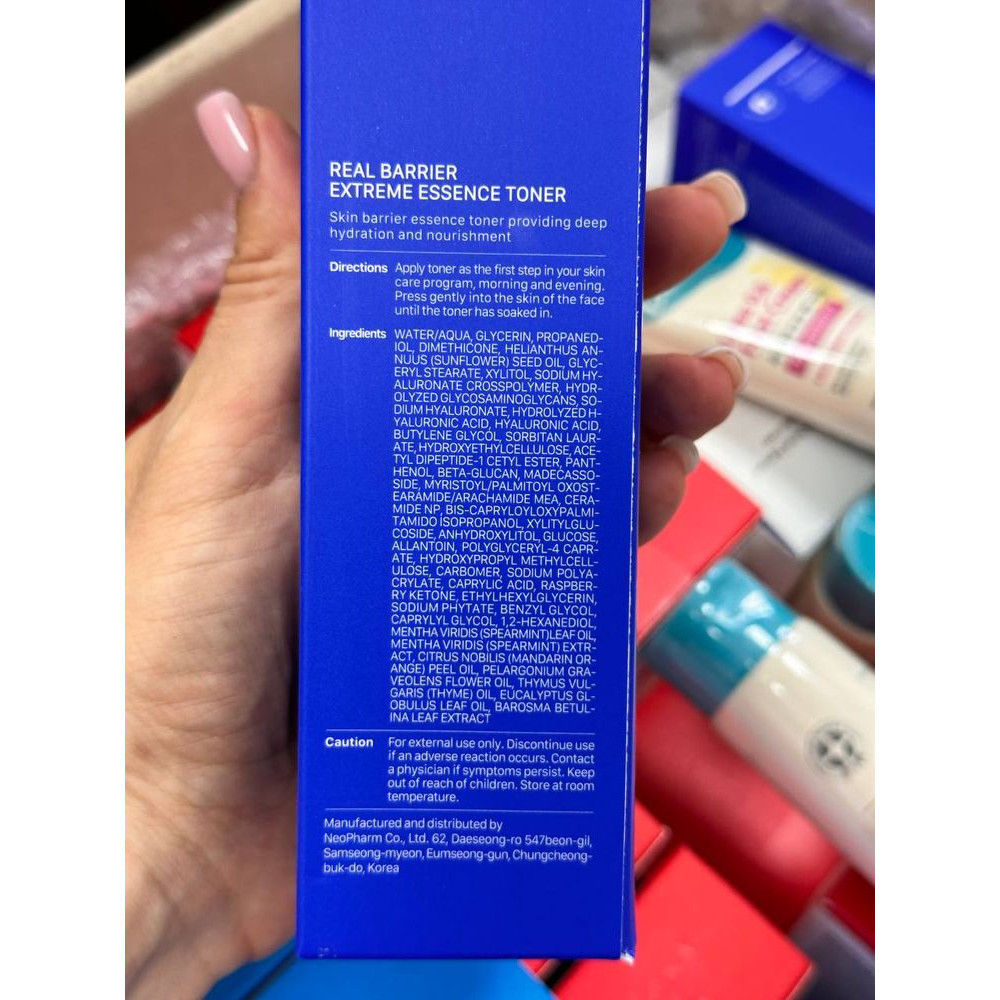 REAL BARRIER
EXTREME ESSENCE TONER
Skin barrier essence toner providing deep
hydration and nourishment
Directions Apply toner as the first step in your skin
care program, morning and evening.
Press gently into the skin of the face
until the toner has soaked in.
Ingredients WATER/AQUA, GLYCERIN, PROPANED-
IOL, DIMETHICONE, HELIANTHUS AN-
NUUS (SUNFLOWER) SEED OIL, GLYC-
ERYL STEARATE, XYLITOL, SODIUM HY-
ALURONATE CROSSPOLYMER, HYDR-
OLYZED GLYCOSAMINOGLYCANS, SO-
DIUM HYALURONATE, HYDROLYZED H-
YALURONIC ACID, HYALURONIC ACID,
BUTYLENE GLYCOL, SORBITAN LAUR-
ATE, HYDROXYETHYLCELLULOSE, ACE-
TYL DIPEPTIDE-1 CETYL ESTER, PANT-
HENOL, BETA-GLUCAN, MADECASSO-
SIDE, MYRISTOYL/PALMITOYL OXOST-
EARAMIDE/ARACHAMIDE MEA, CERA-
MIDE NP, BIS-CAPRYLOYLOXYPALMI-
TAMIDO ISOPROPANOL, XYLITYLGLU-
COSIDE, ANHYDROXYLITOL, GLUCOSE,
ALLANTOIN, POLYGLYCERYL-4 CAPR-
ATE, HYDROXYPROPYL METHYLCELL-
ULOSE, CARBOMER, SODIUM POLYA-
CRYLATE, CAPRYLIC ACID, RASPBER-
RY KETONE, ETHYLHEXYLGLYCERIN,
SODIUM PHYTATE, BENZYL GLYCOL,
CAPRYLYL GLYCOL, 1,2-HEXANEDIOL,
MENTHA VIRIDIS (SPEARMINT)LEAF OIL,
MENTHA VIRIDIS (SPEARMINT) EXTR-
ACT, CITRUS NOBILIS (MANDARIN OR-
ANGE) PEEL OIL, PELARGONIUM GRA-
VEOLENS FLOWER OIL, THYMUS VUL-
GARIS (THYME) OIL, EUCALYPTUS GL-
OBULUS LEAF OIL, BAROSMA BETUL-
INA LEAF EXTRACT
Caution For external use only. Discontinue use
if an adverse reaction occurs. Contact
a physician if symptoms persist. Keep
out of reach of children. Store at room
temperature.
Manufactured and distributed by
NeoPharm Co., Ltd. 62, Daeseong-ro 547beon-gil,
Samseong-myeon, Eumseong-gun, Chungcheong-
buk-do, Korea